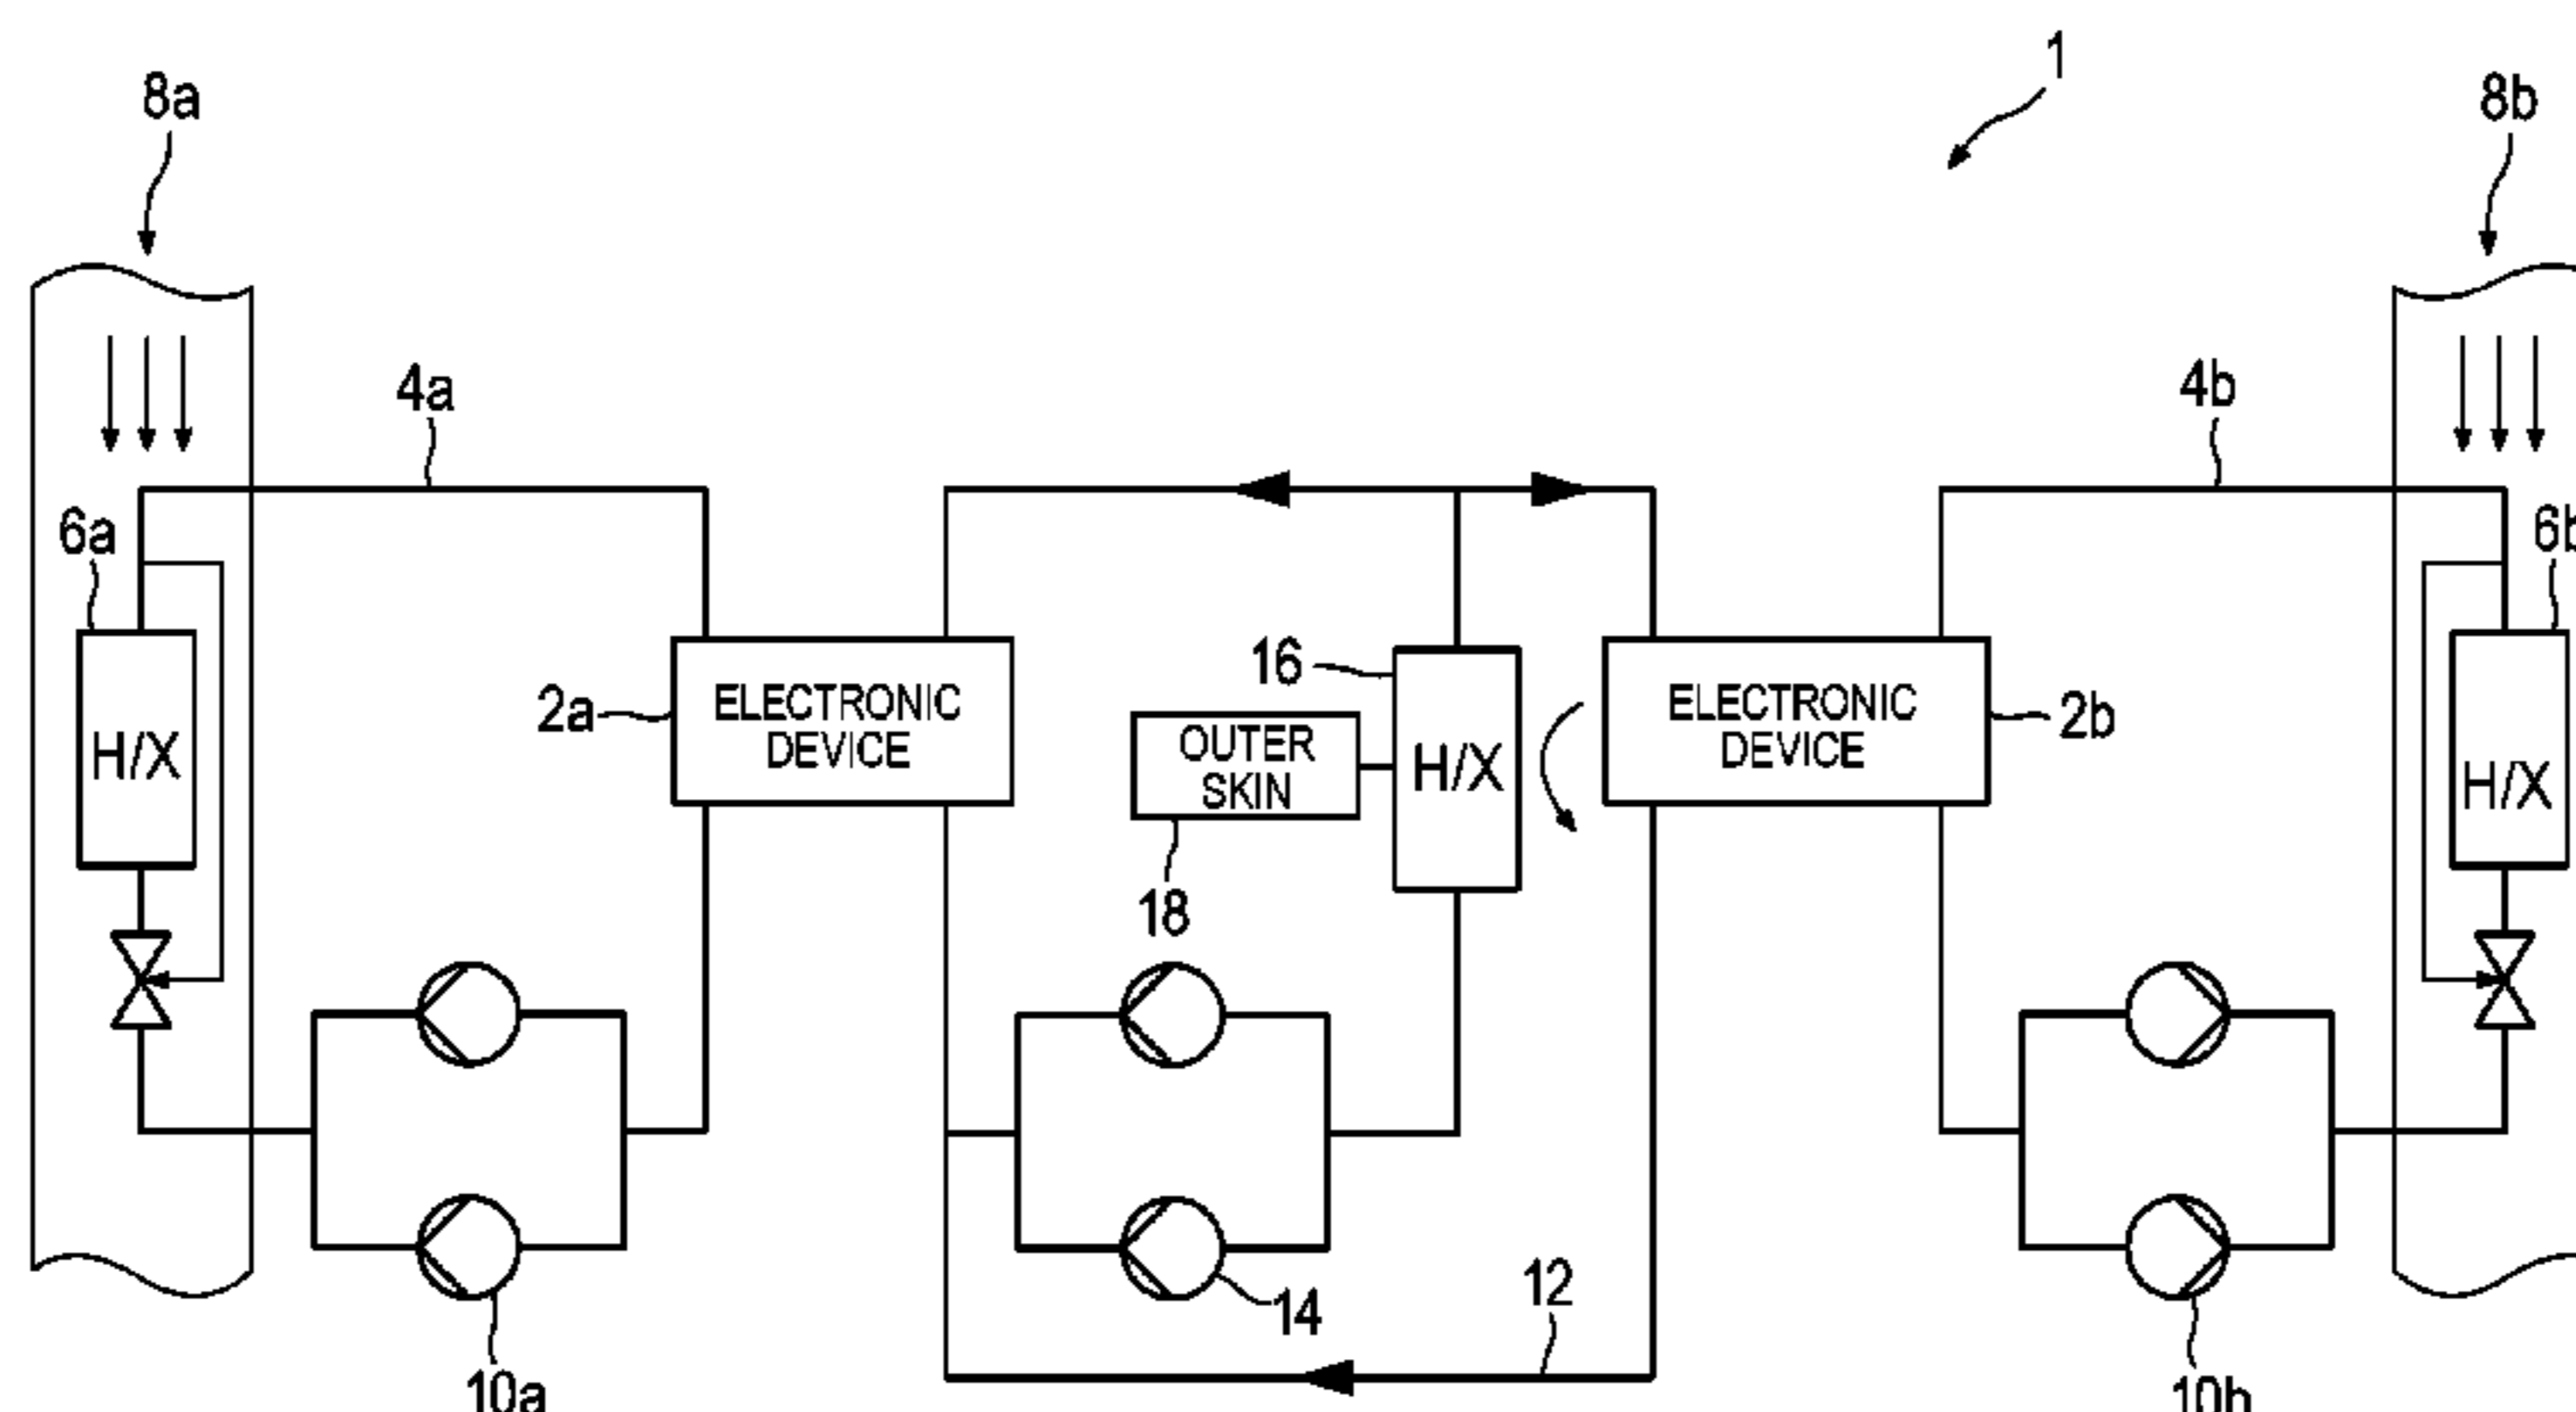 1
8a
8b
4a
4b
6a
6b
16
2a
ELECTRONIC
DEVICE
OUTER
SKIN
H/X
ELECTRONIC
DEVICE
2b
H/X
H/X
18
12
14
10a
10b